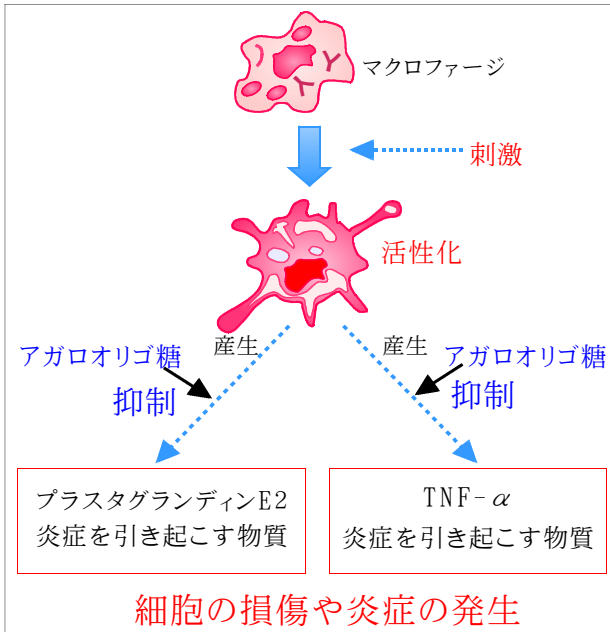 マクロファージ
刺激
活性化
産生
産生
アガロオリゴ糖
アガロオリゴ糖
抑制
抑制
プラスタグランディンE2
炎症を引き起こす物質
TNF-α
炎症を引き起こす物質
細胞の損傷や炎症の発生